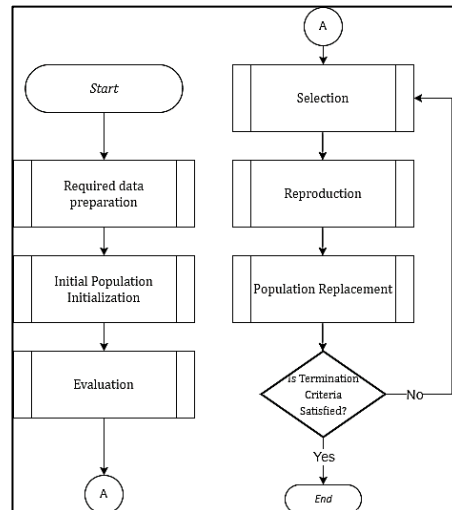 Start
Required data
preparation
Initial Population
Initialization
Evaluation
A
A
Selection
Reproduction
Population Replacement
Is Termination
Criteria
Satisfied?
No
Yes
End